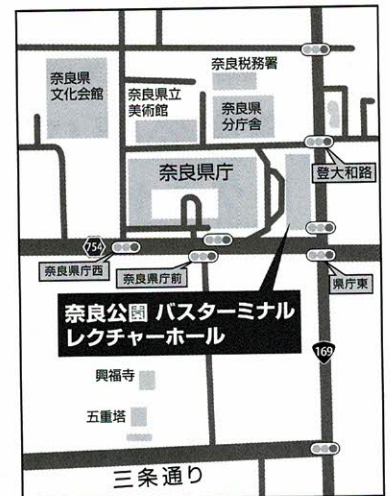 奈良税務署
奈良県
文化会館
奈良県立
美術館
奈良県
分庁舎
奈良県庁
登大和路
754
奈良県庁西
奈良県庁前
県庁東
奈良公園 バスターミナル
レクチャーホール
169
興福寺
五重塔
三条通り